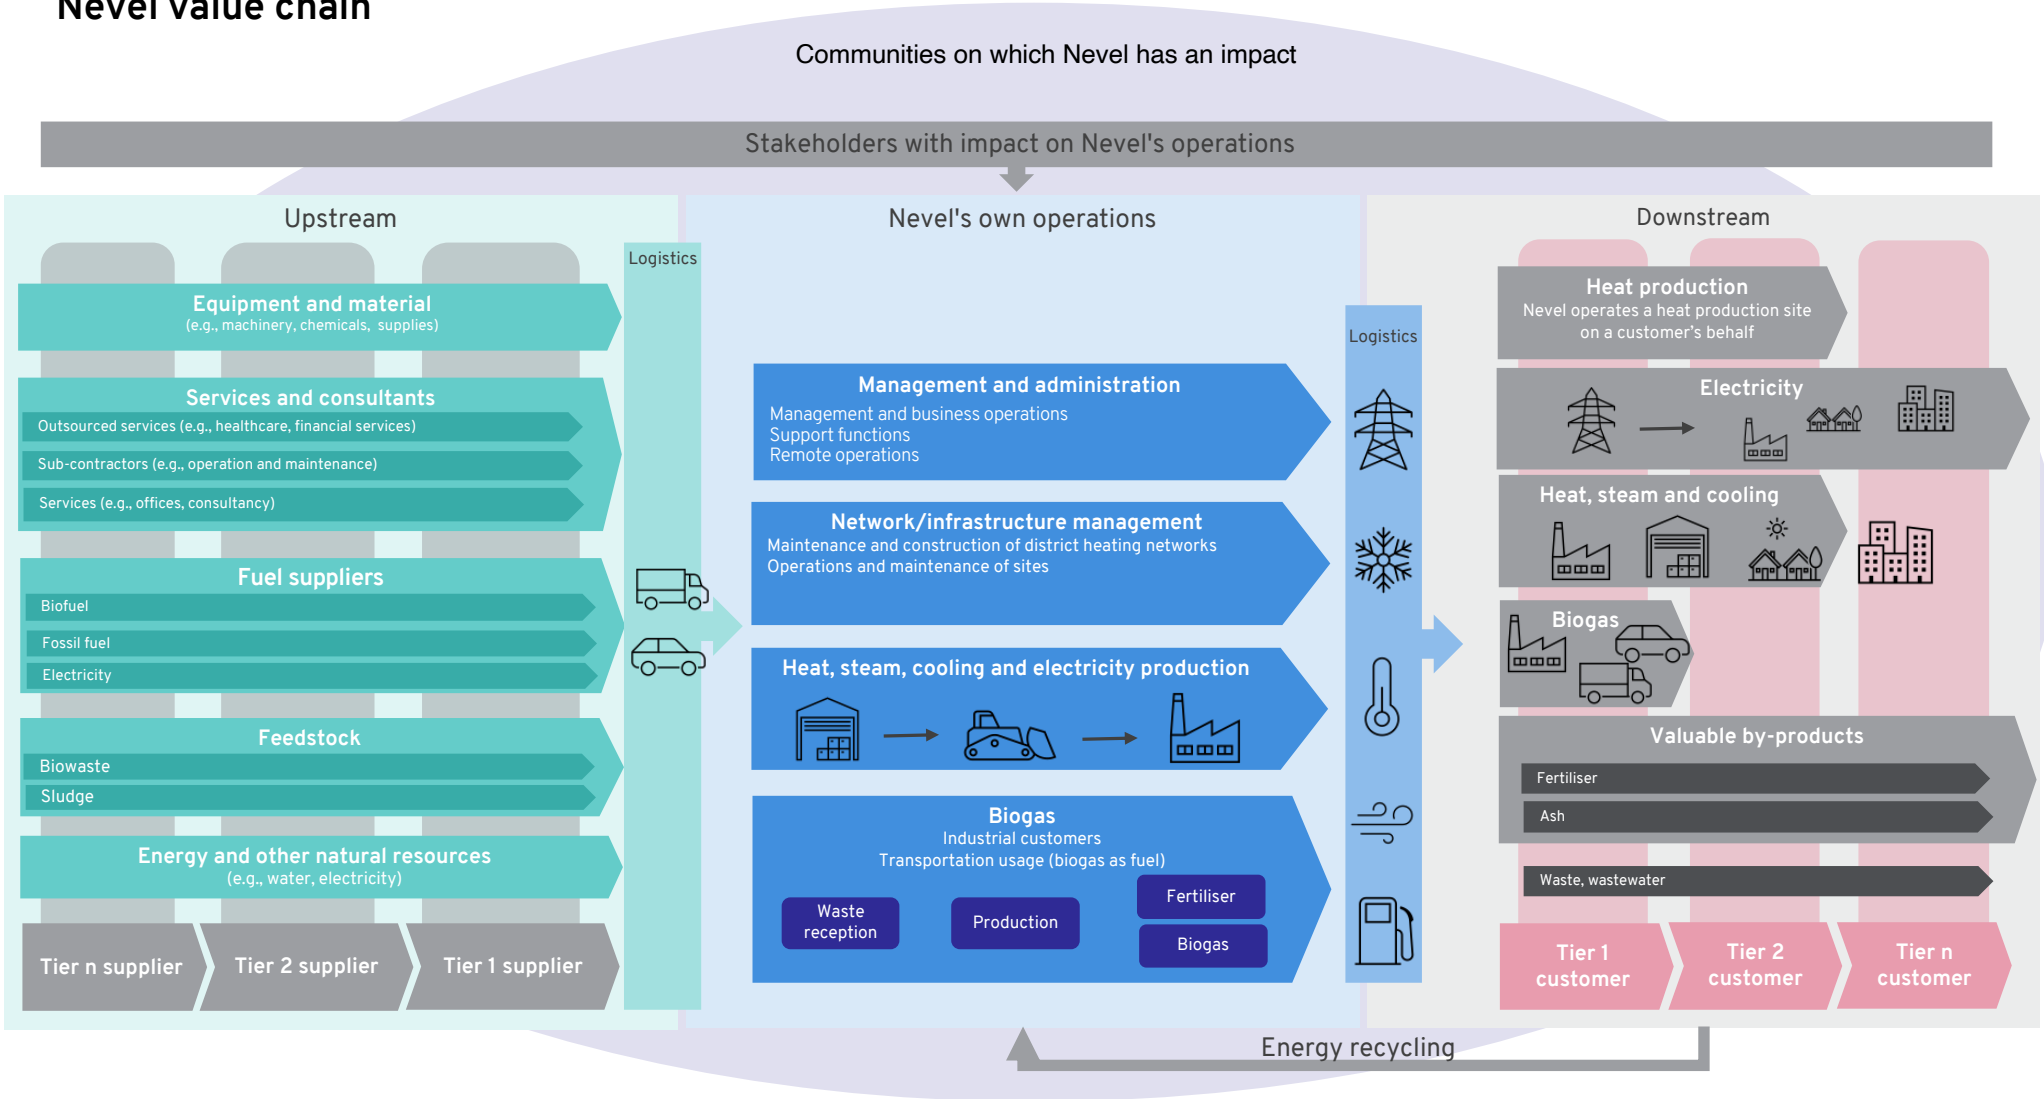 Nevel value chain
Communities on which Nevel has an impact
Stakeholders with impact on Nevel's operations
Upstream
Logistics
Equipment and material
(e.g., machinery, chemicals, supplies)
Services and consultants
Outsourced services (e.g., healthcare, financial services)
Sub-contractors (e.g., operation and maintenance)
Services (e.g., offices, consultancy)
Fuel suppliers
Biofuel
Fossil fuel
Electricity
Feedstock
Biowaste
Sludge
Energy and other natural resources
(e.g., water, electricity)
Tier n supplier
Tier 2 supplier
Tier 1 supplier
Nevel's own operations
Logistics
Management and administration
Management and business operations
Support functions
Remote operations
Network/infrastructure management
Maintenance and construction of district heating networks
Operations and maintenance of sites
Heat, steam, cooling and electricity production
Biogas
Industrial customers
Transportation usage (biogas as fuel)
Waste
reception
Production
Fertiliser
Biogas
Downstream
Heat production
Nevel operates a heat production site
on a customer’s behalf
Electricity
Heat, steam and cooling
Biogas
Valuable by-products
Fertiliser
Ash
Waste, wastewater
Tier 1
customer
Tier 2
customer
Tier n
customer
Energy recycling